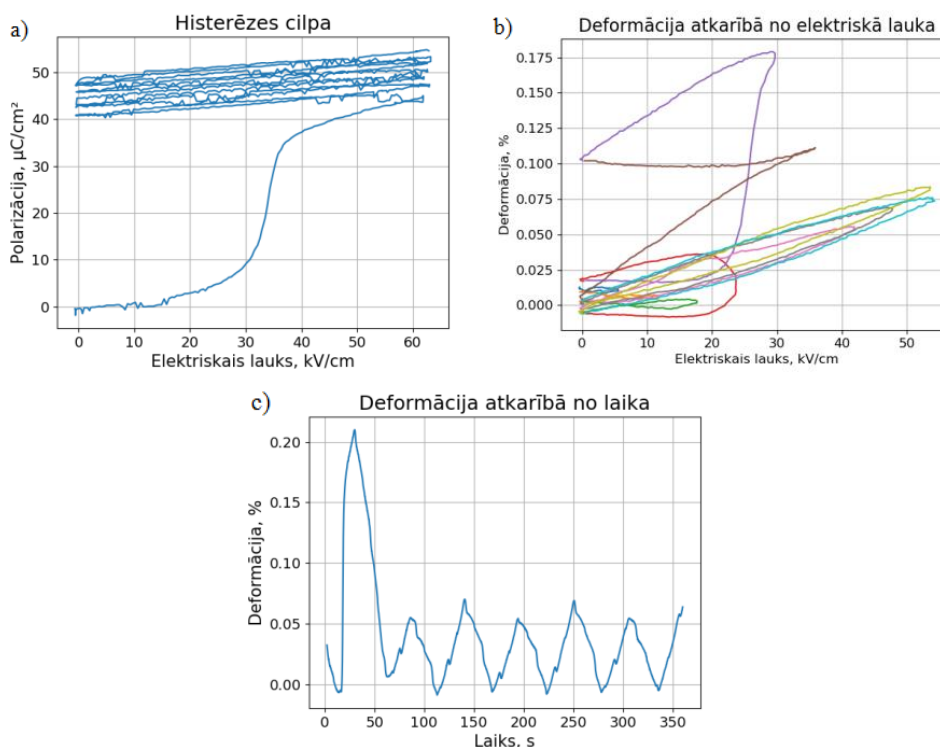 a)
Histerēzes cilpa
Polarizācija, µC/cm²
50
40
30
20
10
0
0 10 20 30 40 50 60
Elektriskais lauks, kV/cm
b)
Deformācija atkarībā no elektriskā lauka
Deformācija, %
0.175
0.150
0.125
0.100
0.075
0.050
0.025
0.000
0 10 20 30 40 50
Elektriskais lauks, kV/cm
c)
Deformācija atkarībā no laika
Deformācija, %
0.20
0.15
0.10
0.05
0.00
0 50 100 150 200 250 300 350
Laiks, s